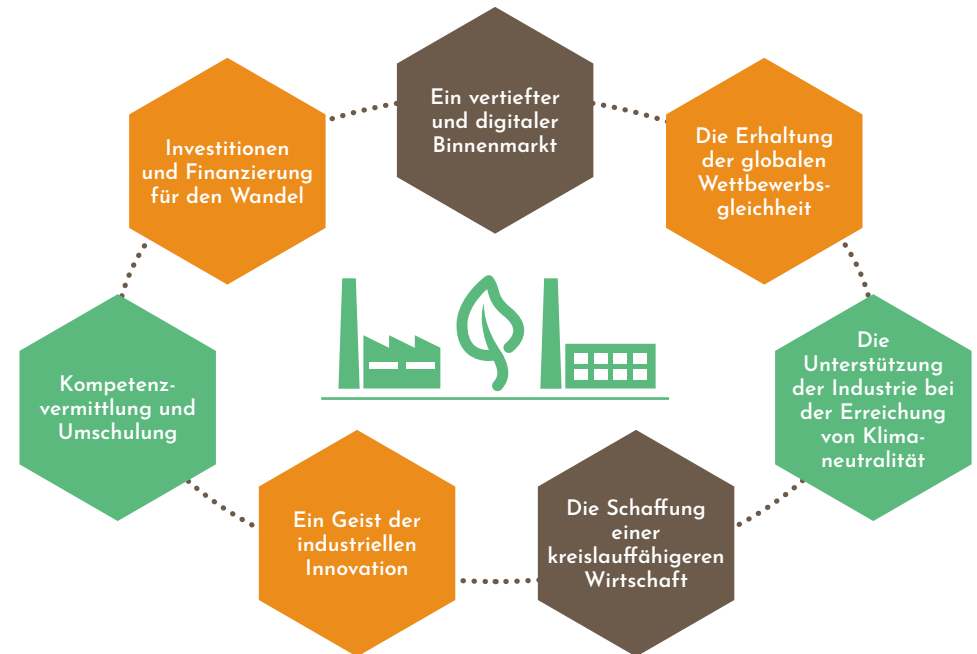 Ein vertiefter
und digitaler
Binnenmarkt
Die Erhaltung
der globalen
Wettbewerbs-
gleichheit
Die
Unterstützung
der Industrie bei
der Erreichung
von Klima-
neutralität
Die Schaffung
einer
kreislauffähigeren
Wirtschaft
Ein Geist der
industriellen
Innovation
Kompetenz-
vermittlung und
Umschulung
Investitionen
und Finanzierung
für den Wandel